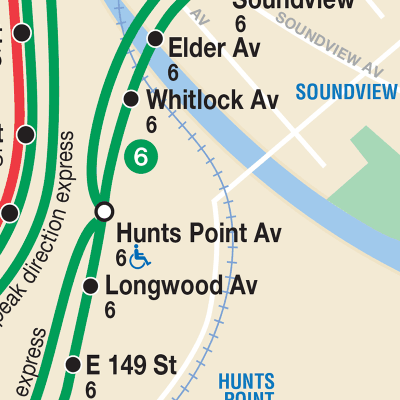 Soundview
6
AV
SOUNDVIEW AV
Elder Av
6
Whitlock Av
6
SOUNDVIEW
6
Hunts Point Av
6
Longwood Av
6
peak direction express
E 149 St
6
express
HUNTS
POINT